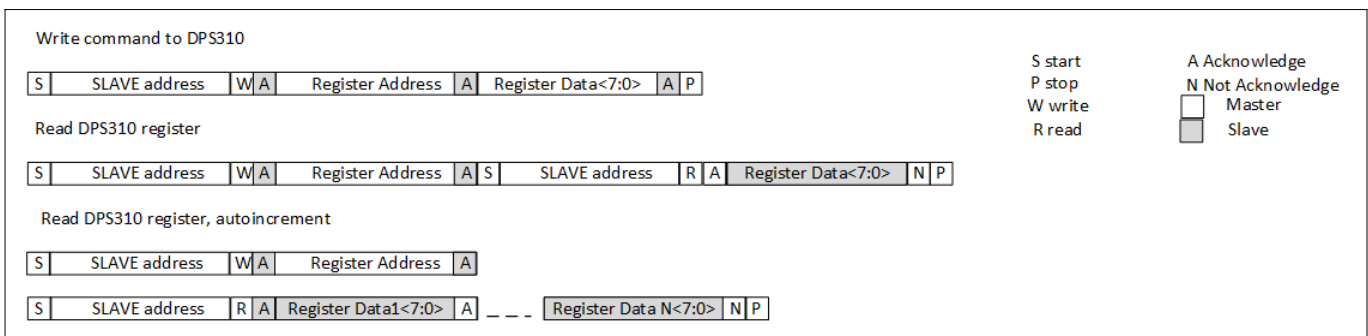 Write command to DPS310
S SLAVE address W A Register Address A Register Data<7:0> A P
Read DPS310 register
S SLAVE address W A Register Address A S SLAVE address R A Register Data<7:0> N P
Read DPS310 register, autoincrement
S SLAVE address W A Register Address A
S SLAVE address R A Register Data1<7:0> A _ _ _ Register Data N<7:0> N P
S start A Acknowledge
P stop N Not Acknowledge
W write Master
R read Slave